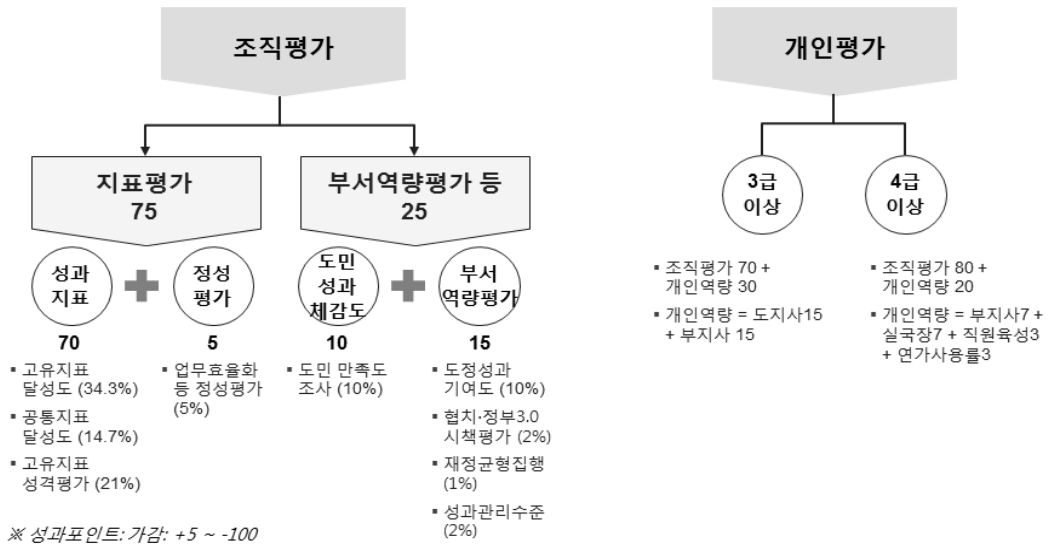 조직평가
지표평가
75
부서역량평가 등
25
성과
지표
정성
평가
도민
성과
체감도
부서
역량평가
70
5
10
15
▪ 고유지표
달성도 (34.3%)
▪ 공통지표
달성도 (14.7%)
▪ 고유지표
성격평가 (21%)
▪ 업무효율화
등 정성평가
(5%)
▪ 도민 만족도
조사 (10%)
▪ 도정성과
기여도 (10%)
▪ 협치·정부3.0
시책평가 (2%)
▪ 재정균형집행
(1%)
▪ 성과관리수준
(2%)
※ 성과포인트: 가감: +5 ~ -100
개인평가
3급
이상
4급
이상
▪ 조직평가 70 +
개인역량 30
▪ 개인역량 = 도지사15
+ 부지사 15
▪ 조직평가 80 +
개인역량 20
▪ 개인역량 = 부지사7 +
실국장7 + 직원육성3
+ 연가사용률3